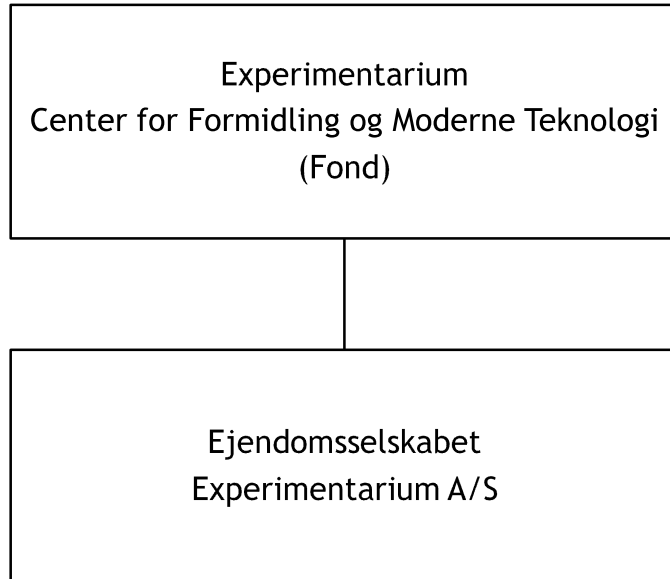 Experimentarium
Center for Formidling og Moderne Teknologi
(Fond)
Ejendomsselskabet
Experimentarium A/S